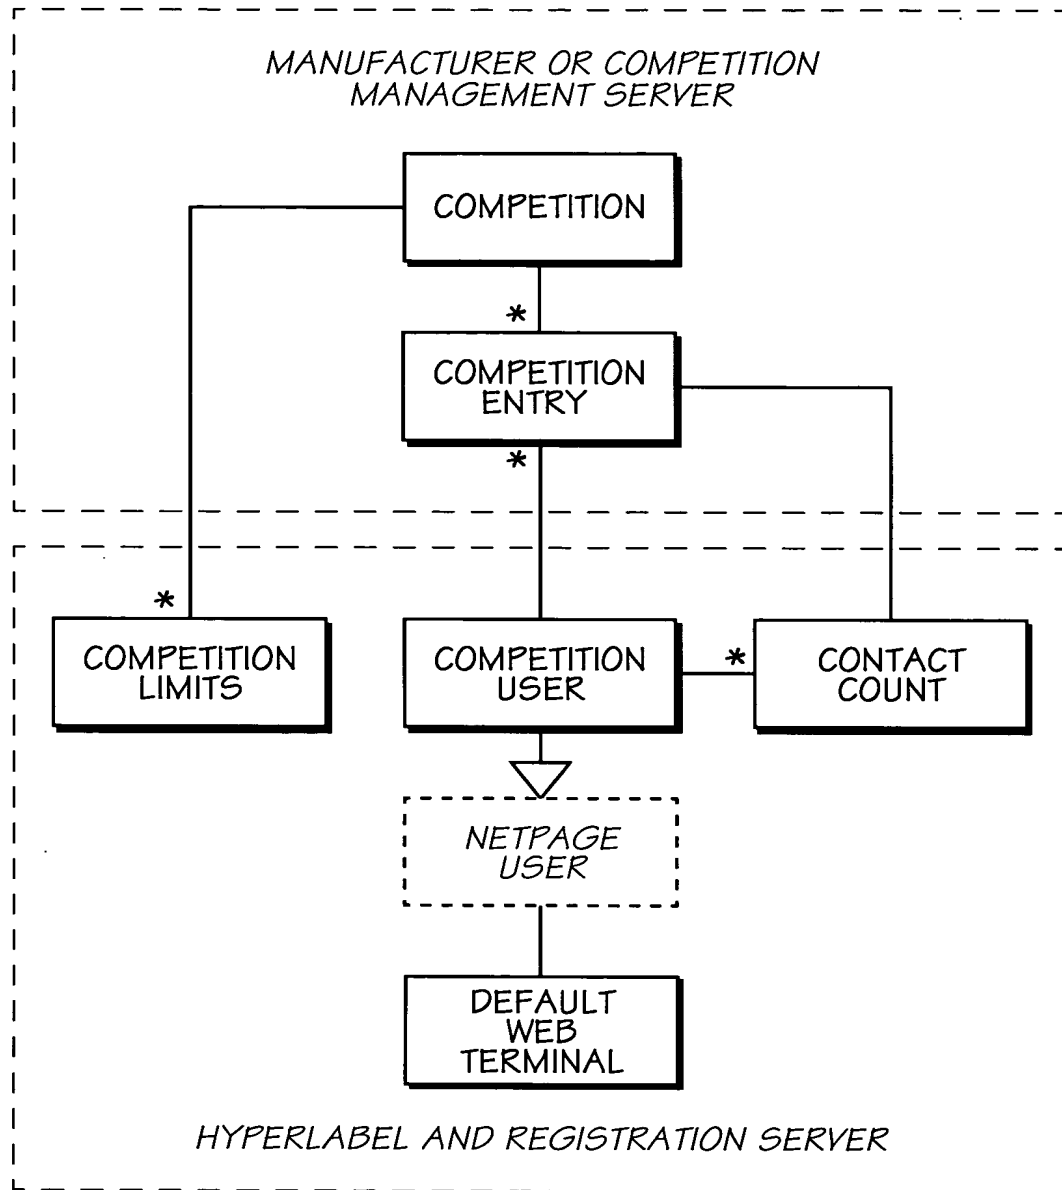 MANUFACTURER OR COMPETITION
MANAGEMENT SERVER
COMPETITION
*
COMPETITION
ENTRY
*
*
COMPETITION
LIMITS
COMPETITION
USER
*
CONTACT
COUNT
NETPAGE
USER
DEFAULT
WEB
TERMINAL
HYPERLABEL AND REGISTRATION SERVER